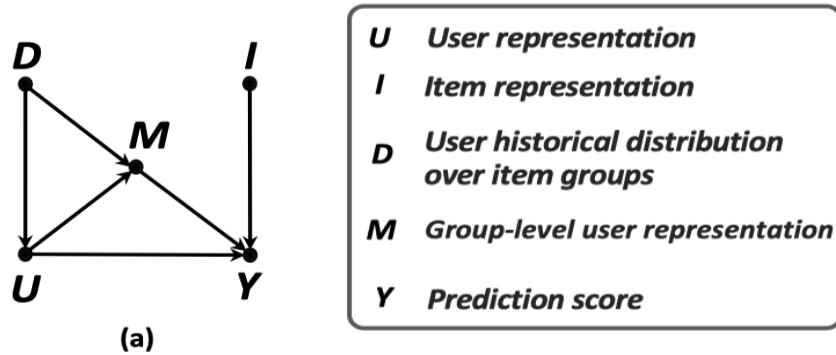 D
I
M
U
Y
(a)
U User representation
I Item representation
D User historical distribution
over item groups
M Group-level user representation
Y Prediction score